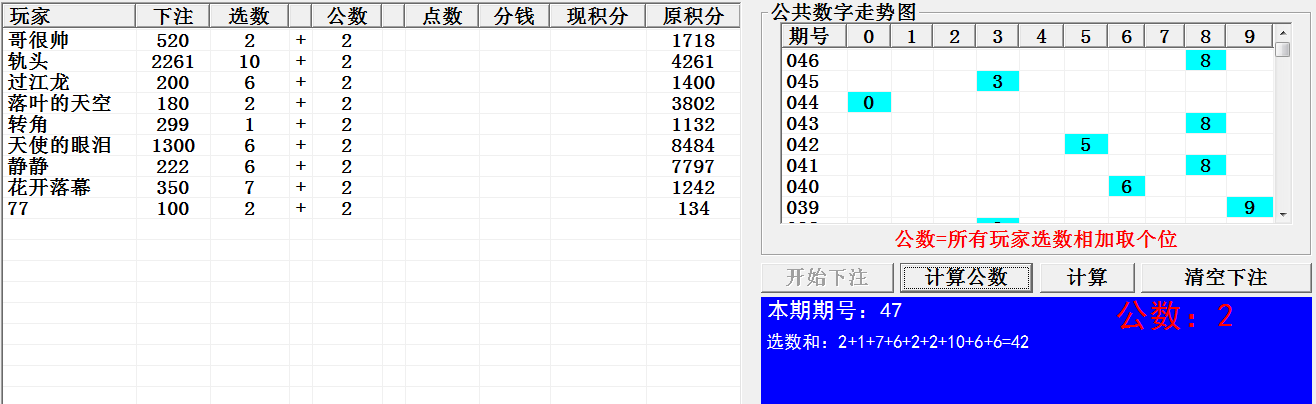 玩家 下注 选数 公数 点数 分钱 现积分 原积分
哥很帅 520 2 + 2 1718
轨头 2261 10 + 2 4261
过江龙 200 6 + 2 1400
落叶的天空 180 2 + 2 3802
转角 299 1 + 2 1132
天使的眼泪 1300 6 + 2 8484
静静 222 6 + 2 7797
花开落幕 350 7 + 2 1242
77 100 2 + 2 134
公共数字走势图
期号 0 1 2 3 4 5 6 7 8 9
046 8
045 3
044 0
043 8
042 5
041 8
040 6
039 9
公数=所有玩家选数相加取个位
开始下注 计算公数 计算 清空下注
本期期号：47 公数：2
选数和：2+1+7+6+2+2+10+6+6=42